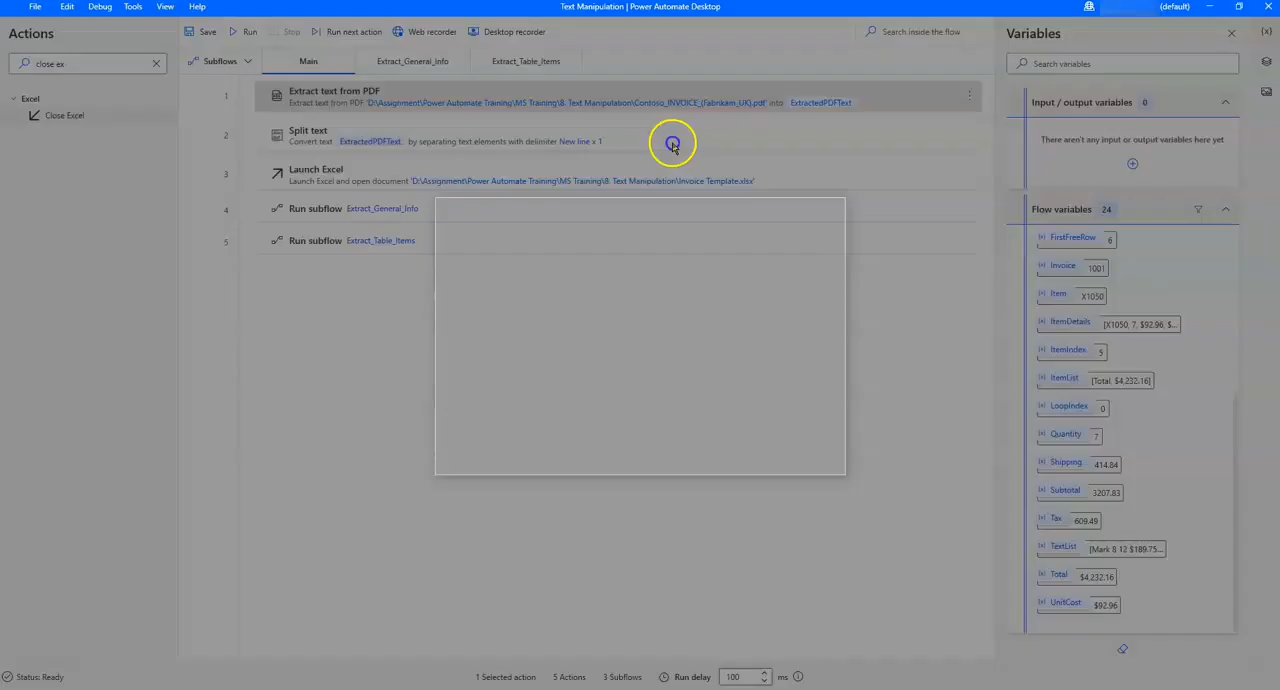 File Edit Debug Tools View Help
Text Manipulation | Power Automate Desktop
(default)
Actions
close ex
Excel
Close Excel
Save Run Stop Run next action Web recorder Desktop recorder
Search inside the flow
Subflows Main Extract_General_Info Extract_Table_Items
1 Extract text from PDF
Extract text from PDF 'D:\Assignment\Power Automate Training\MS Training\8. Text Manipulation\Contoso_INVOICE_(Fabrikam_UK).pdf' into ExtractedPDFText
2 Split text
Convert text ExtractedPDFText by separating text elements with delimiter New line x 1
3 Launch Excel
Launch Excel and open document 'D:\Assignment\Power Automate Training\MS Training\8. Text Manipulation\Invoice Template.xlsx'
4 Run subflow Extract_General_Info
5 Run subflow Extract_Table_Items
Variables
Search variables
{x}
Input / output variables 0
There aren't any input or output variables here yet
Flow variables 24
(x) FirstFreeRow 6
(x) Invoice 1001
(x) Item X1050
(x) ItemDetails [X1050, 7, $92.96, $...
(x) ItemIndex 5
(x) ItemList [Total, $4,232.16]
(x) LoopIndex 0
(x) Quantity 7
(x) Shipping 414.84
(x) Subtotal 3207.83
(x) Tax 609.49
(x) TextList [Mark 8 12 $189.75...
(x) Total $4,232.16
(x) UnitCost $92.96
Status: Ready
1 Selected action 5 Actions 3 Subflows Run delay 100 ms